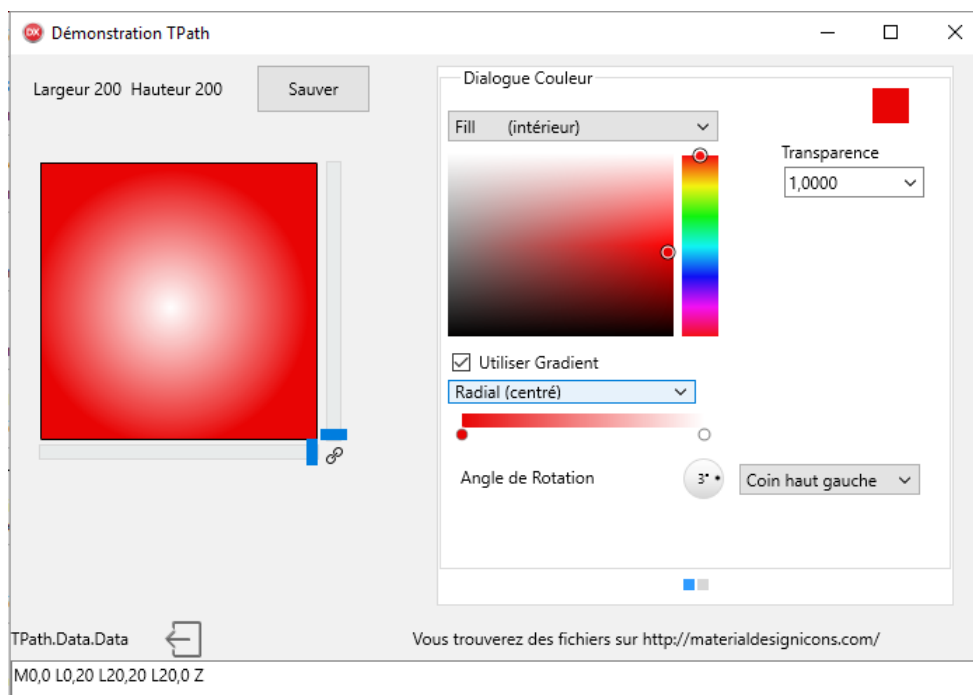 DX Démonstration TPath
Largeur 200 Hauteur 200
Sauver
Dialogue Couleur
Fill (intérieur)
Transparence
1,0000
Utiliser Gradient
Radial (centré)
Angle de Rotation
3°
Coin haut gauche
TPath.Data.Data
Vous trouverez des fichiers sur http://materialdesignicons.com/
M0,0 L0,20 L20,20 L20,0 Z